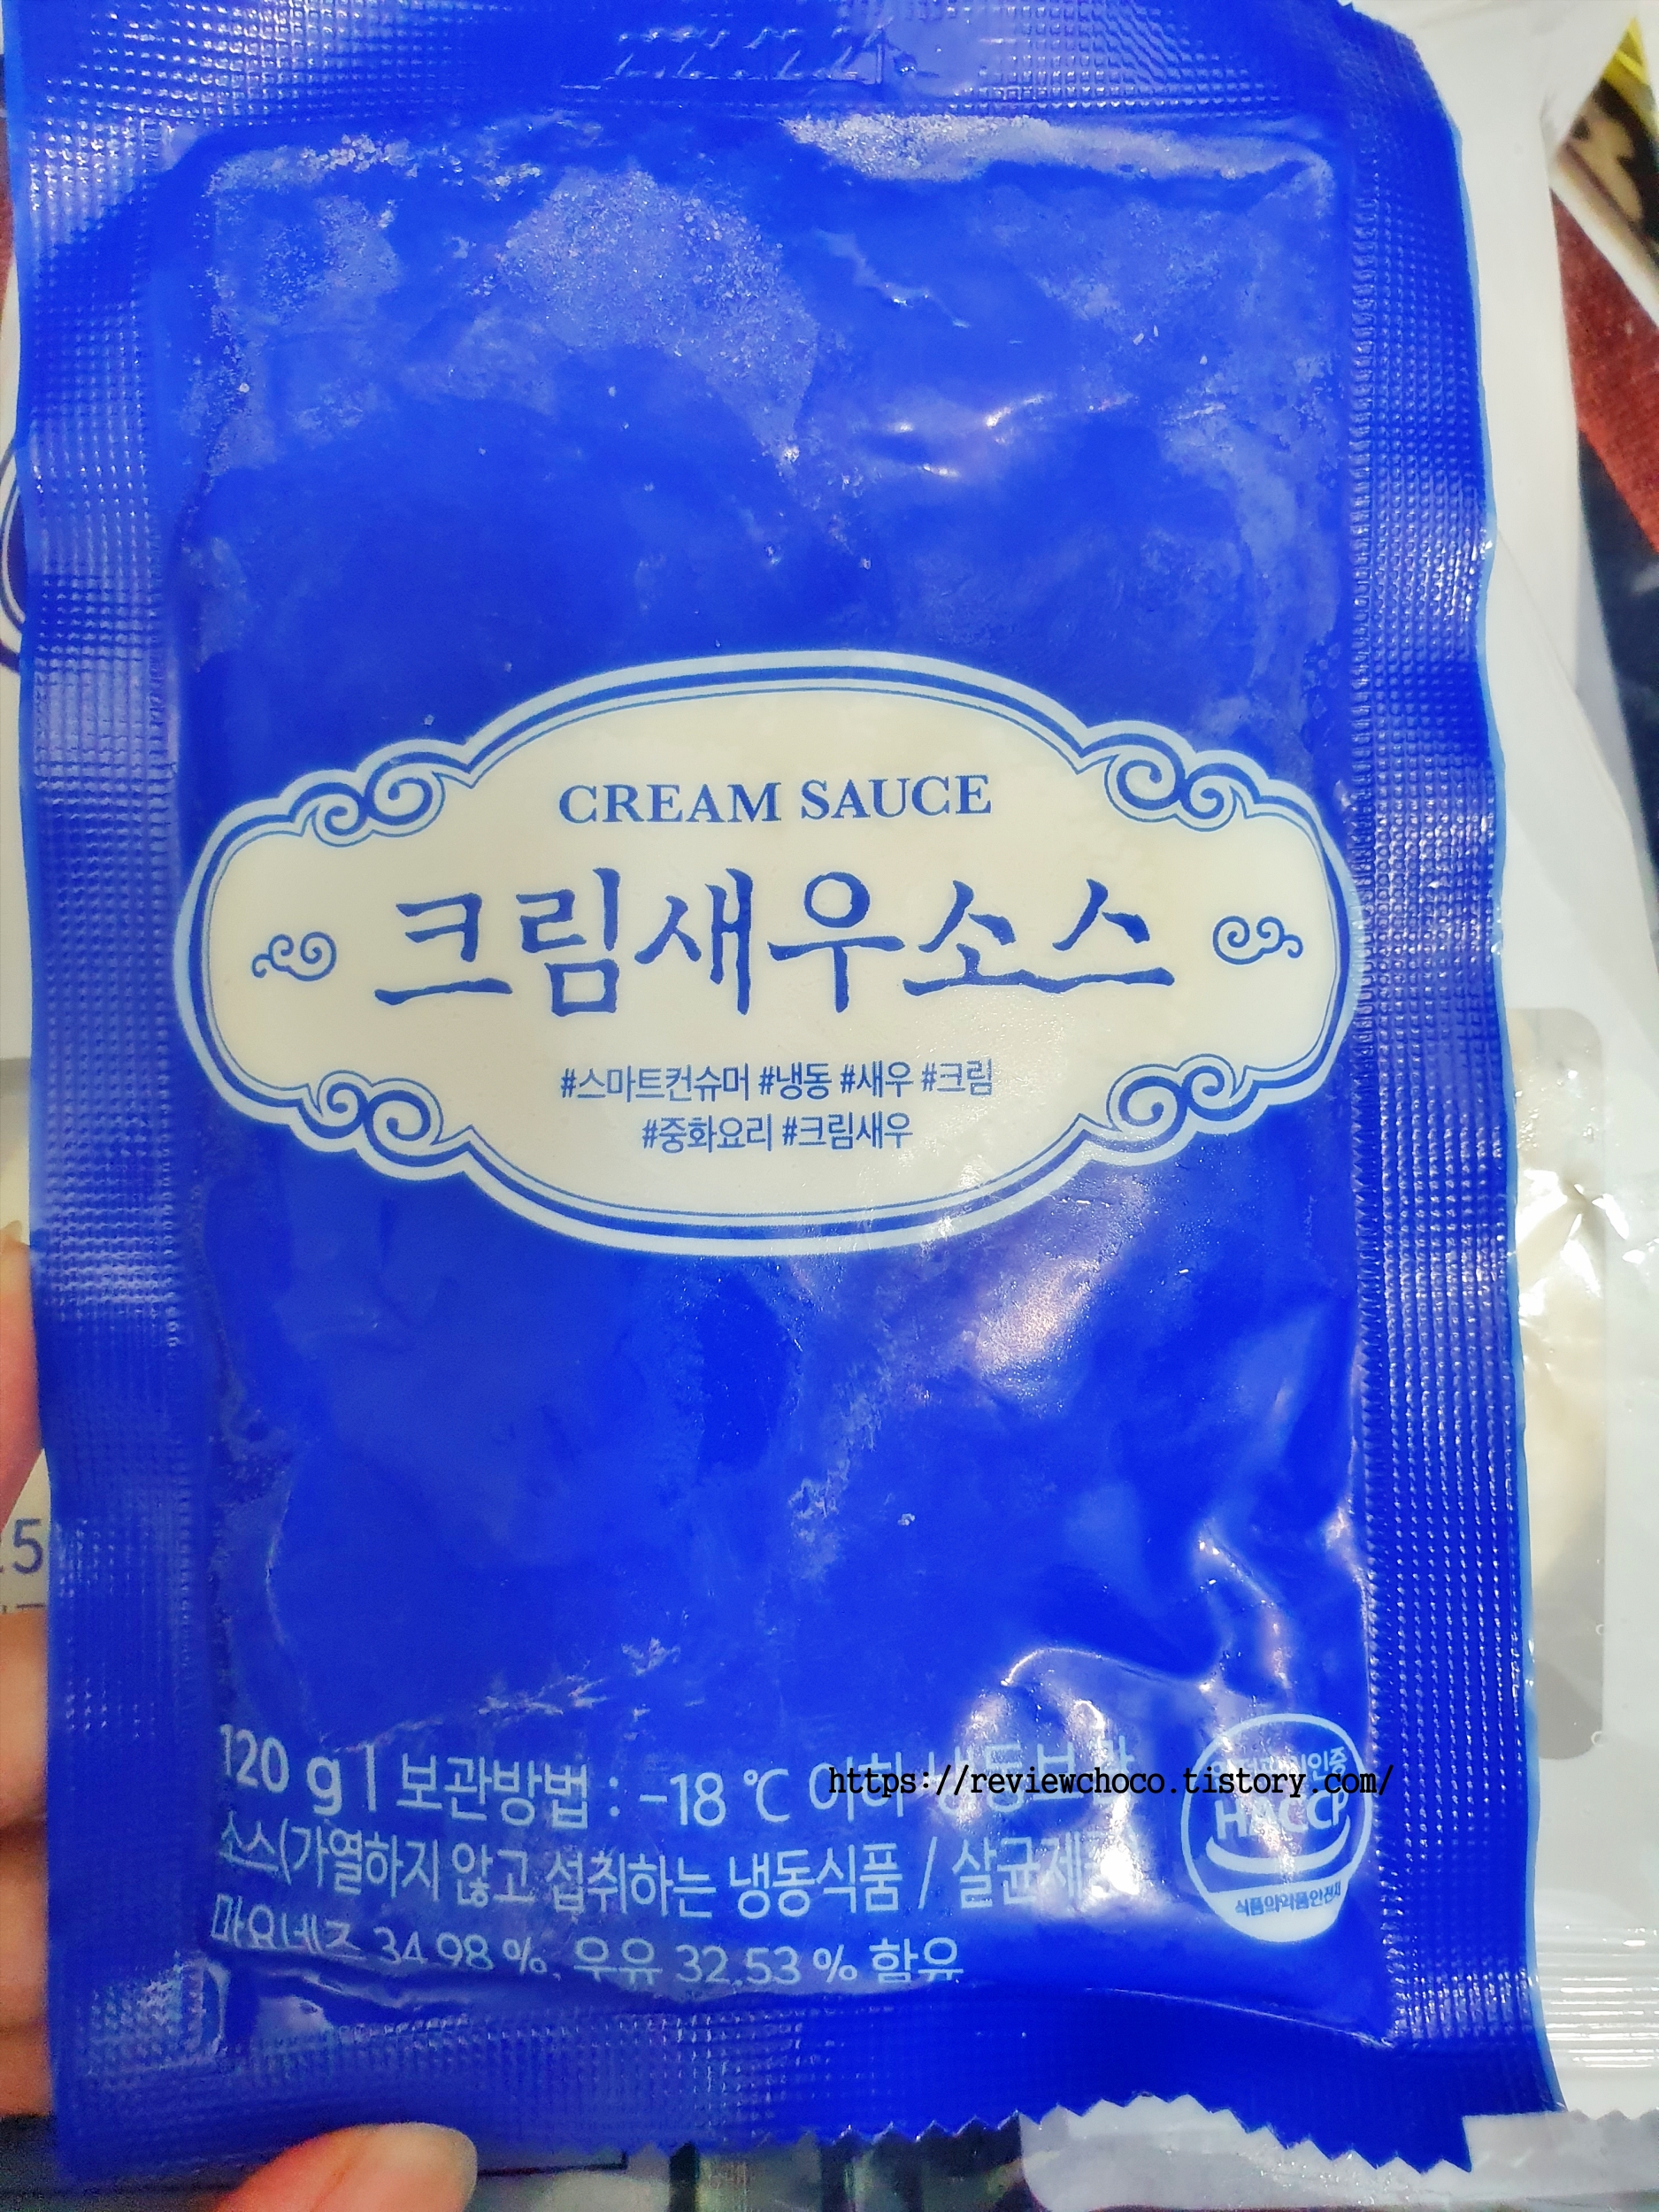 CREAM SAUCE
크림새우소스
#스마트컨슈머 #냉동 #새우 #크림
#중화요리 #크림새우
120 g | 보관방법 : -18 ℃ 이하
https://reviewchoco.tistory.com/
HACCP
소스(가열하지 않고 섭취하는 냉동식품 / 살균제품)
식품의약품안전처
마요네즈 34.98 %, 우유 32.53 % 함유